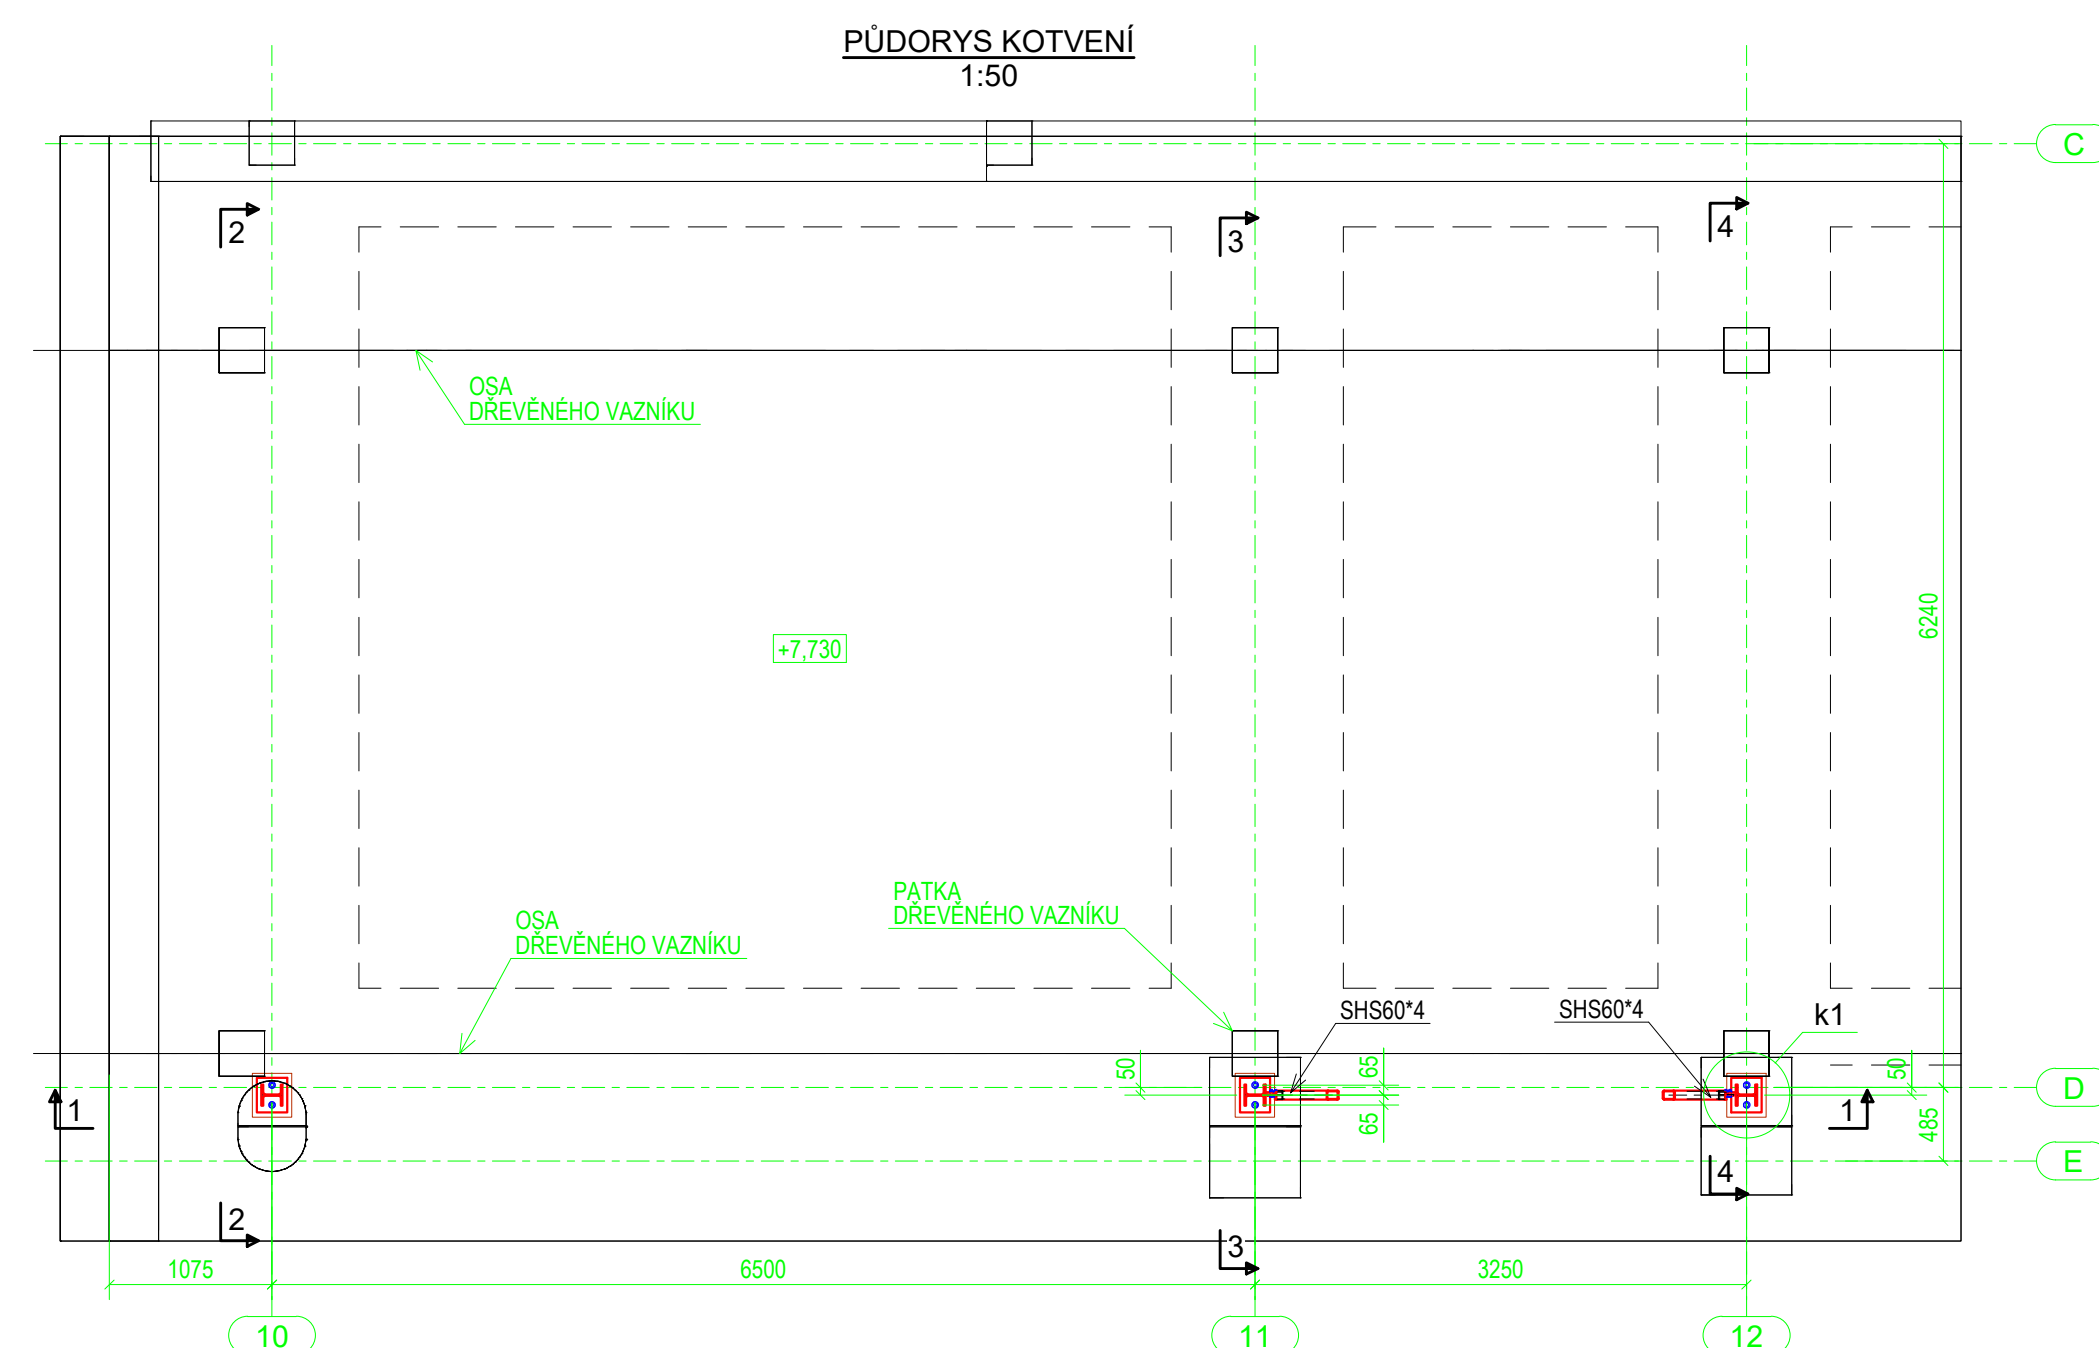 PŮDORYS KOTVENÍ
1:50
C
2
3
4
OSA
DŘEVĚNÉHO VAZNÍKU
6240
+7,730
PATKA
DŘEVĚNÉHO VAZNÍKU
OSA
DŘEVĚNÉHO VAZNÍKU
SHS60*4
SHS60*4
k1
50
65
50
D
1
1
65
485
E
4
2
3
1075
6500
3250
10
11
12